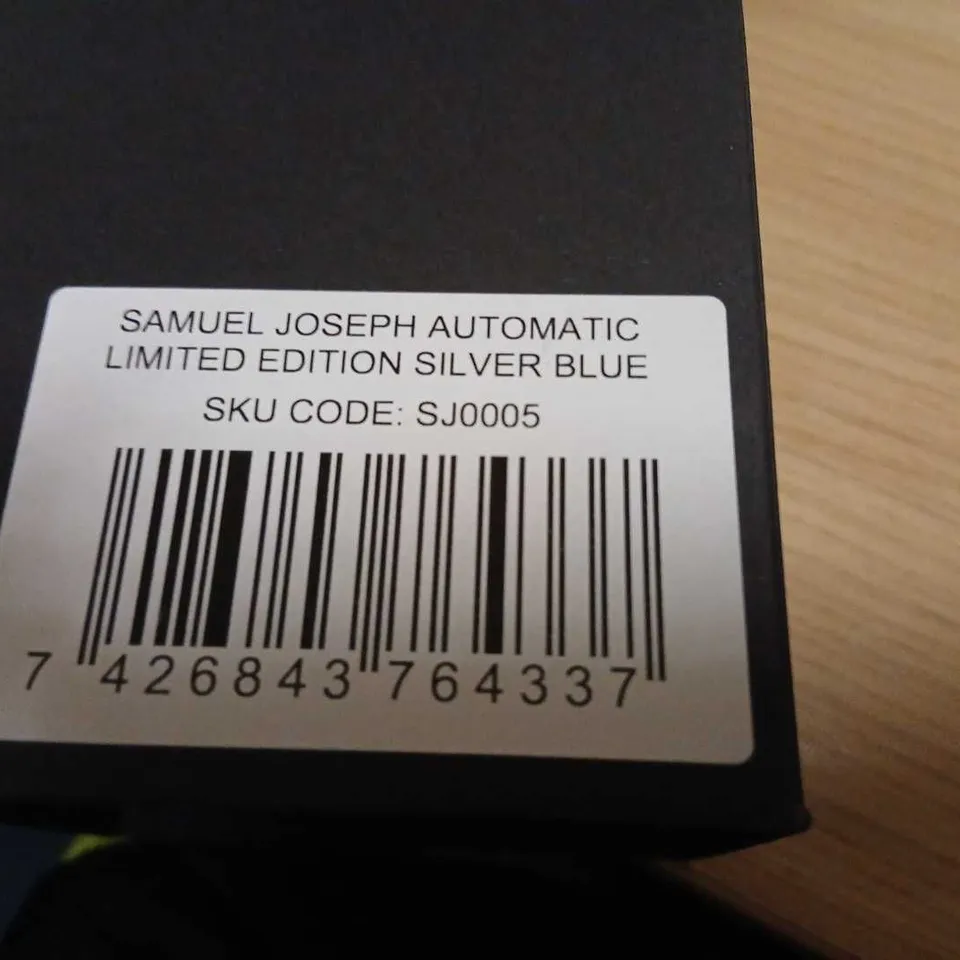 SAMUEL JOSEPH AUTOMATIC
LIMITED EDITION SILVER BLUE
SKU CODE: SJ0005
7 426843 764337